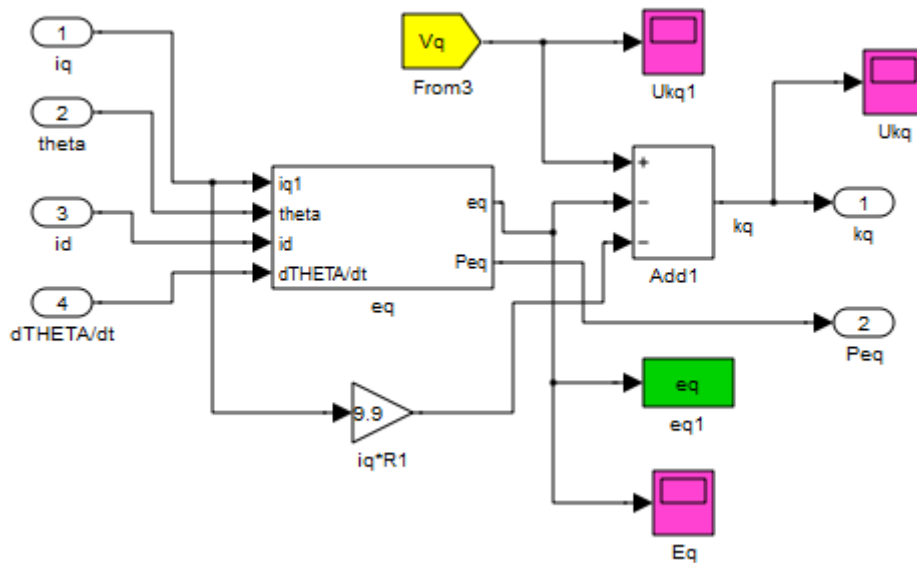 1
iq
2
theta
3
id
4
dTHETA/dt
Vq
From3
Ukq1
Ukq
iq1
theta
id
dTHETA/dt
eq
Peq
eq
+
−
−
Add1
kq
1
kq
2
Peq
9.9
iq*R1
eq
eq1
Eq